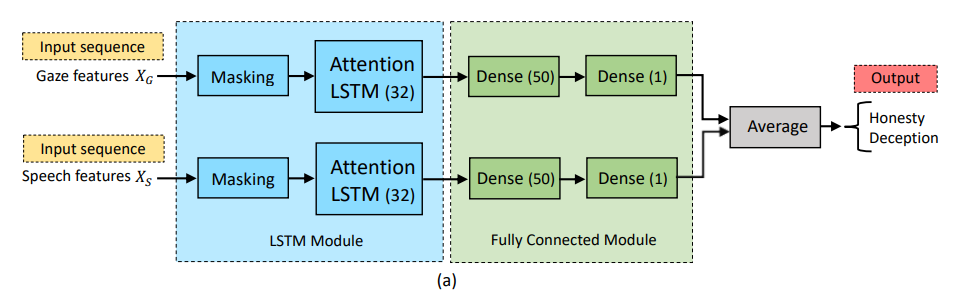 Input sequence
Gaze features X_G
Masking
Attention
LSTM (32)
Dense (50)
Dense (1)
Input sequence
Speech features X_S
Masking
Attention
LSTM (32)
Dense (50)
Dense (1)
Average
Output
Honesty
Deception
LSTM Module
Fully Connected Module
(a)